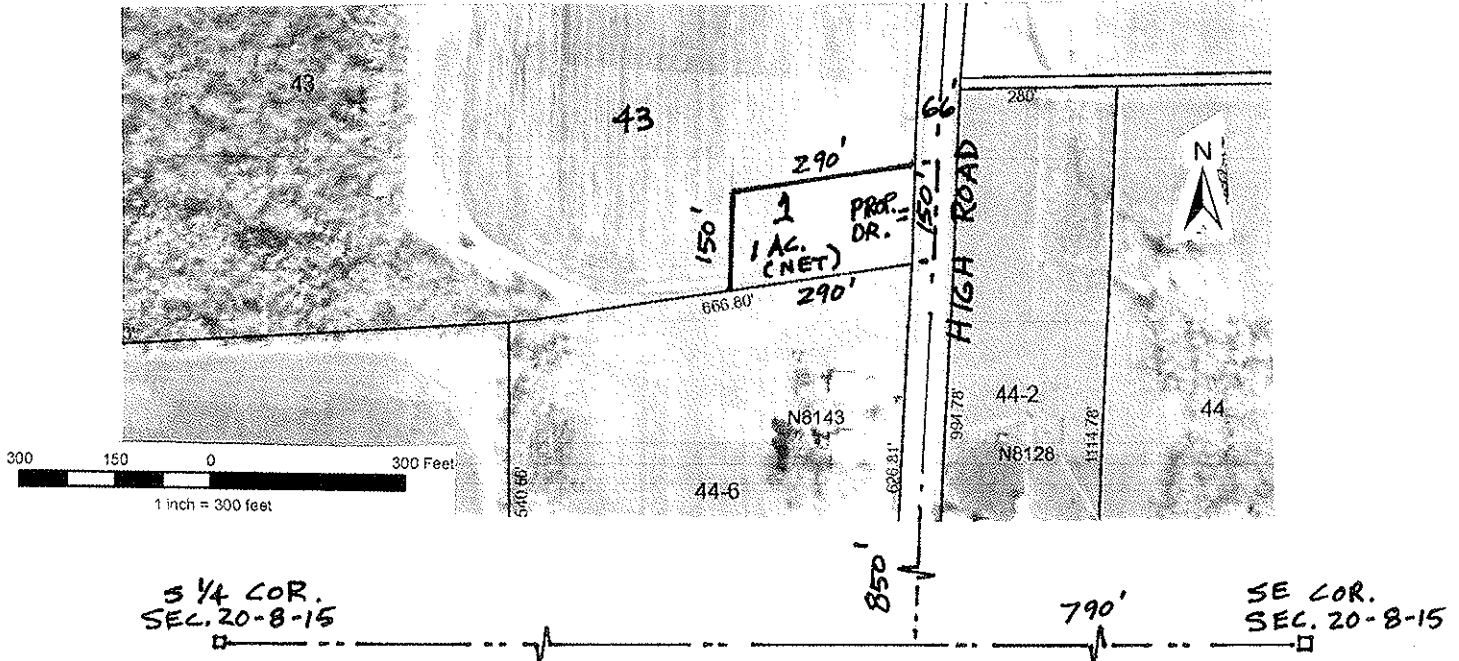 43
43
66'
280'
N
290'
HIGH ROAD
150'
1
1 AC.
(NET)
PROP.
DR.
150'
290'
666.80'
994.78'
44-2
44
N8143
N8128
1114.78'
626.81'
44-6
540.66'
300 150 0 300 Feet
1 inch = 300 feet
850'
S 1/4 COR.
SEC. 20-8-15
790'
SE COR.
SEC. 20-8-15